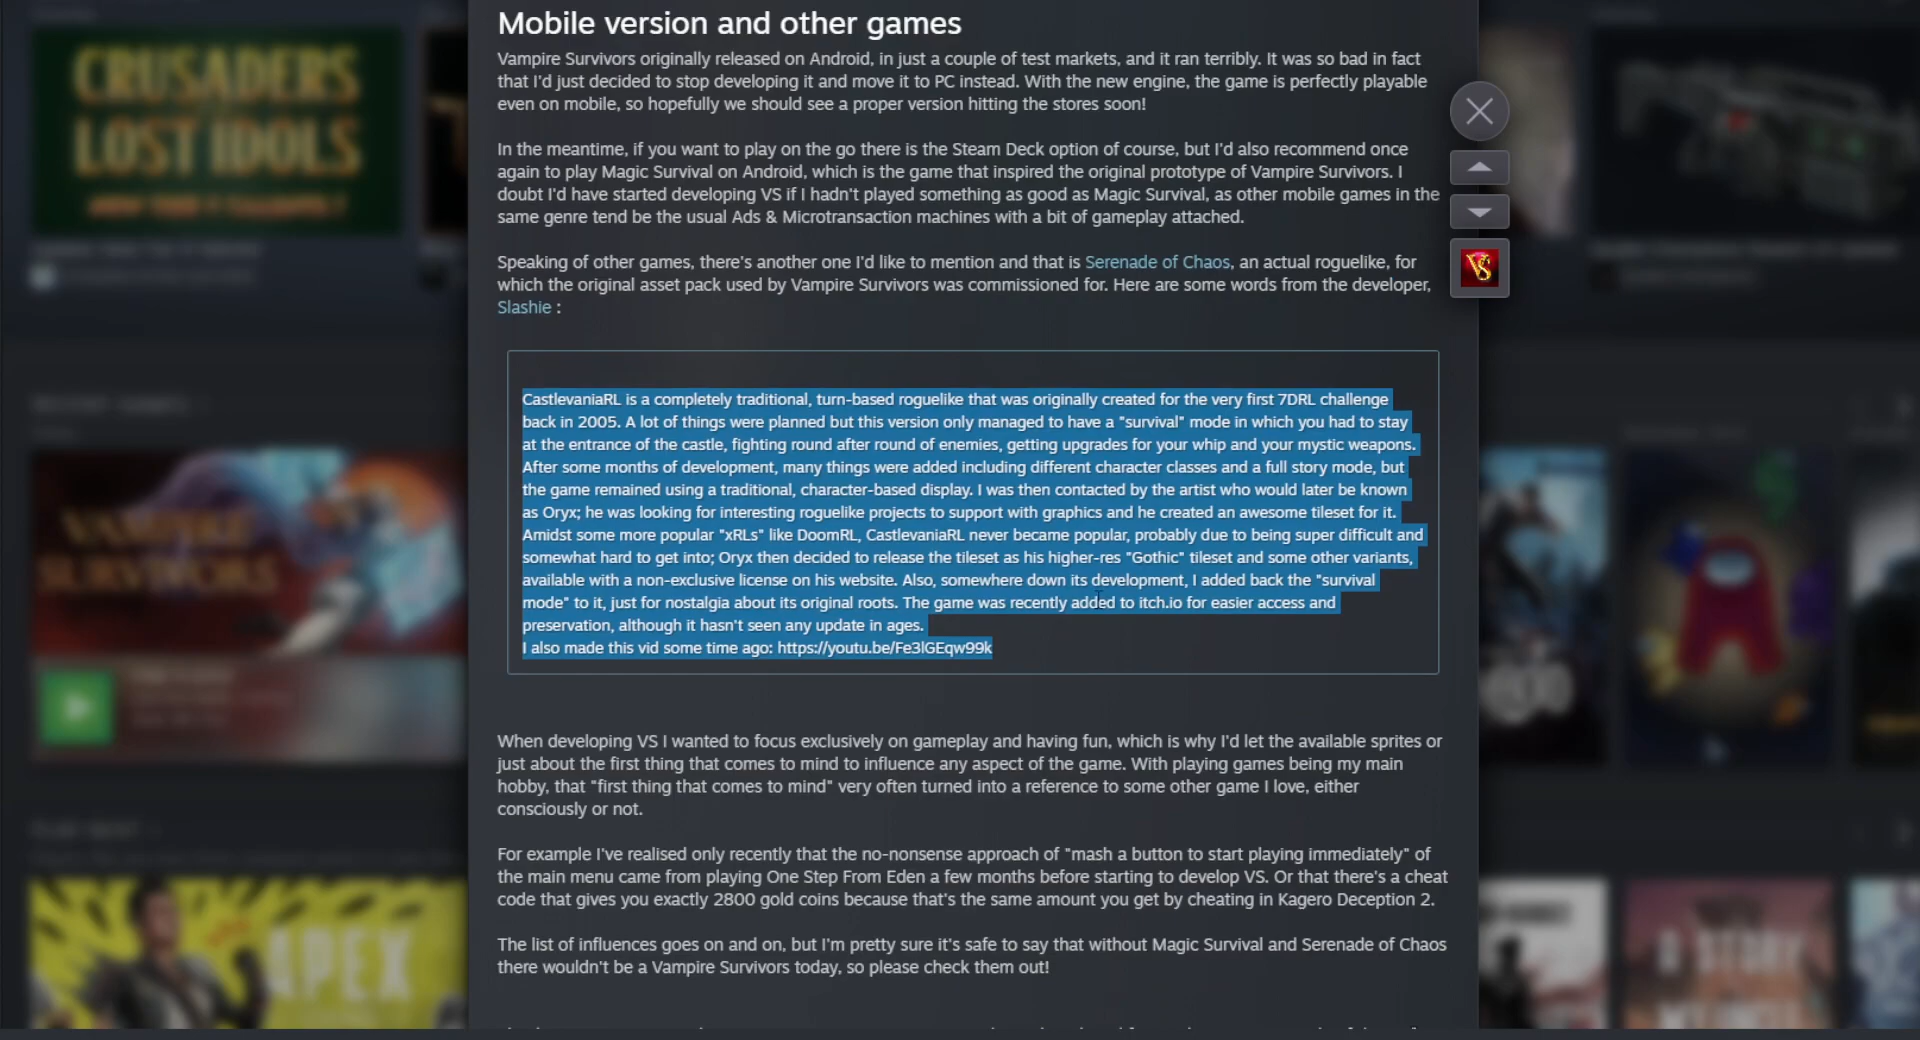 Mobile version and other games
Vampire Survivors originally released on Android, in just a couple of test markets, and it ran terribly. It was so bad in fact
that I'd just decided to stop developing it and move it to PC instead. With the new engine, the game is perfectly playable
even on mobile, so hopefully we should see a proper version hitting the stores soon!
In the meantime, if you want to play on the go there is the Steam Deck option of course, but I'd also recommend once
again to play Magic Survival on Android, which is the game that inspired the original prototype of Vampire Survivors. I
doubt I'd have started developing VS if I hadn't played something as good as Magic Survival, as other mobile games in the
same genre tend be the usual Ads & Microtransaction machines with a bit of gameplay attached.
Speaking of other games, there's another one I'd like to mention and that is Serenade of Chaos, an actual roguelike, for
which the original asset pack used by Vampire Survivors was commissioned for. Here are some words from the developer,
Slashie :
CastlevaniaRL is a completely traditional, turn-based roguelike that was originally created for the very first 7DRL challenge
back in 2005. A lot of things were planned but this version only managed to have a "survival" mode in which you had to stay
at the entrance of the castle, fighting round after round of enemies, getting upgrades for your whip and your mystic weapons.
After some months of development, many things were added including different character classes and a full story mode, but
the game remained using a traditional, character-based display. I was then contacted by the artist who would later be known
as Oryx; he was looking for interesting roguelike projects to support with graphics and he created an awesome tileset for it.
Amidst some more popular "xRLs" like DoomRL, CastlevaniaRL never became popular, probably due to being super difficult and
somewhat hard to get into; Oryx then decided to release the tileset as his higher-res "Gothic" tileset and some other variants,
available with a non-exclusive license on his website. Also, somewhere down its development, I added back the "survival
mode" to it, just for nostalgia about its original roots. The game was recently added to itch.io for easier access and
preservation, although it hasn't seen any update in ages.
I also made this vid some time ago: https://youtu.be/Fe3lGEqw99k
When developing VS I wanted to focus exclusively on gameplay and having fun, which is why I'd let the available sprites or
just about the first thing that comes to mind to influence any aspect of the game. With playing games being my main
hobby, that "first thing that comes to mind" very often turned into a reference to some other game I love, either
consciously or not.
For example I've realised only recently that the no-nonsense approach of "mash a button to start playing immediately" of
the main menu came from playing One Step From Eden a few months before starting to develop VS. Or that there's a cheat
code that gives you exactly 2800 gold coins because that's the same amount you get by cheating in Kagero Deception 2.
The list of influences goes on and on, but I'm pretty sure it's safe to say that without Magic Survival and Serenade of Chaos
there wouldn't be a Vampire Survivors today, so please check them out!
CRUSADERS
LOST IDOLS
VAMPIRE
SURVIVORS
APEX
VS
A STORY